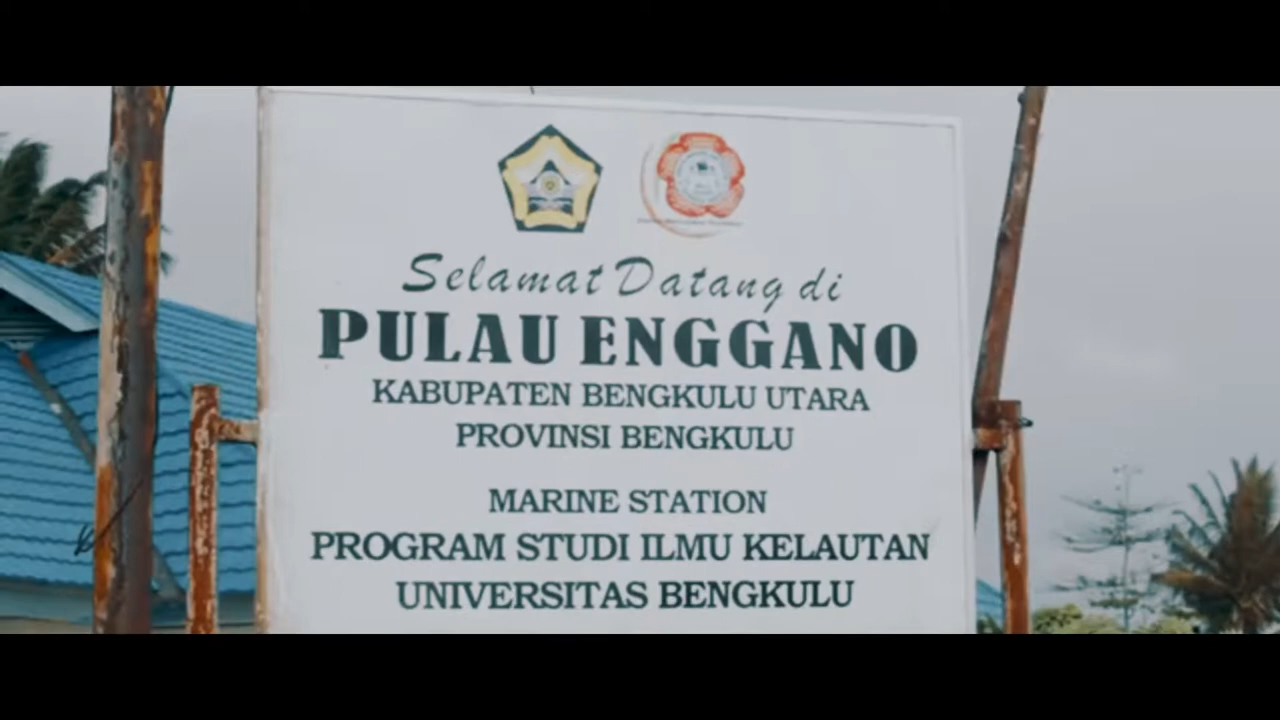 Selamat Datang di
PULAU ENGGANO
KABUPATEN BENGKULU UTARA
PROVINSI BENGKULU
MARINE STATION
PROGRAM STUDI ILMU KELAUTAN
UNIVERSITAS BENGKULU